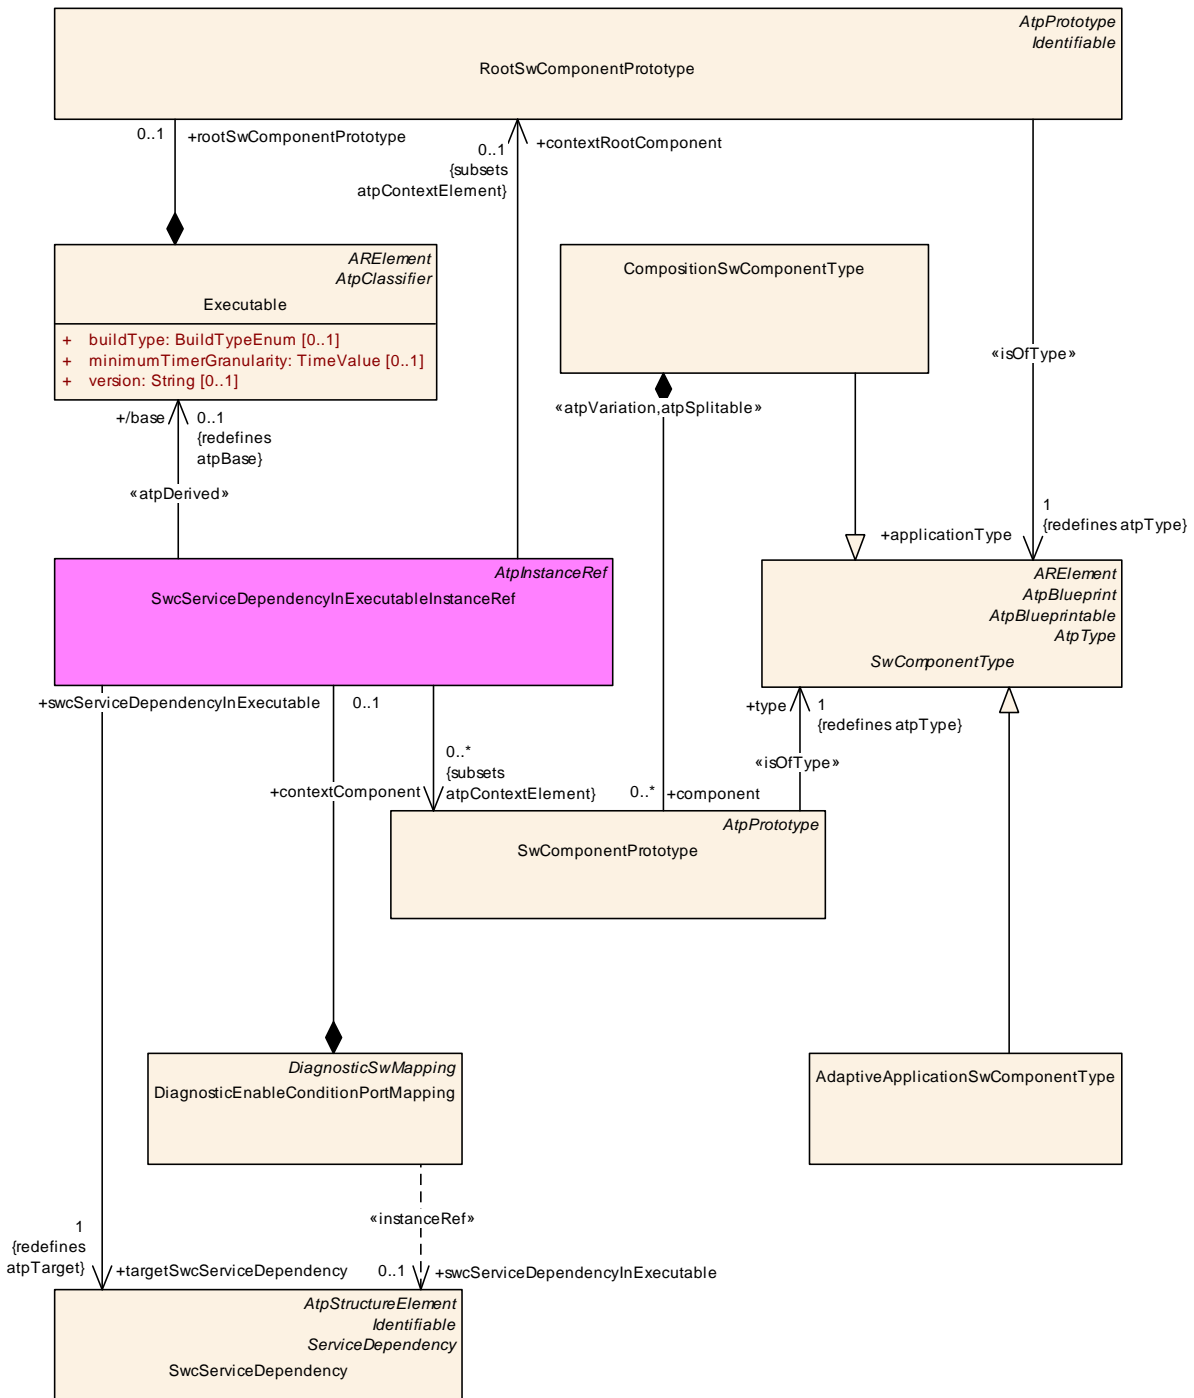 AtpPrototype
Identifiable
RootSwComponentPrototype
0..1
+rootSwComponentPrototype
0..1
{subsets
atpContextElement}
+contextRootComponent
ARElement
AtpClassifier
Executable
+ buildType: BuildTypeEnum [0..1]
+ minimumTimerGranularity: TimeValue [0..1]
+ version: String [0..1]
CompositionSwComponentType
«isOfType»
+/base
0..1
{redefines
atpBase}
«atpVariation,atpSplitable»
«atpDerived»
+applicationType
1
{redefines atpType}
AtpInstanceRef
SwcServiceDependencyInExecutableInstanceRef
ARElement
AtpBlueprint
AtpBlueprintable
AtpType
SwComponentType
+swcServiceDependencyInExecutable
0..1
+type
1
{redefines atpType}
0..*
{subsets
atpContextElement}
«isOfType»
+contextComponent
0..*
+component
AtpPrototype
SwComponentPrototype
DiagnosticSwMapping
DiagnosticEnableConditionPortMapping
AdaptiveApplicationSwComponentType
«instanceRef»
1
{redefines
atpTarget}
+targetSwcServiceDependency
0..1
+swcServiceDependencyInExecutable
AtpStructureElement
Identifiable
ServiceDependency
SwcServiceDependency